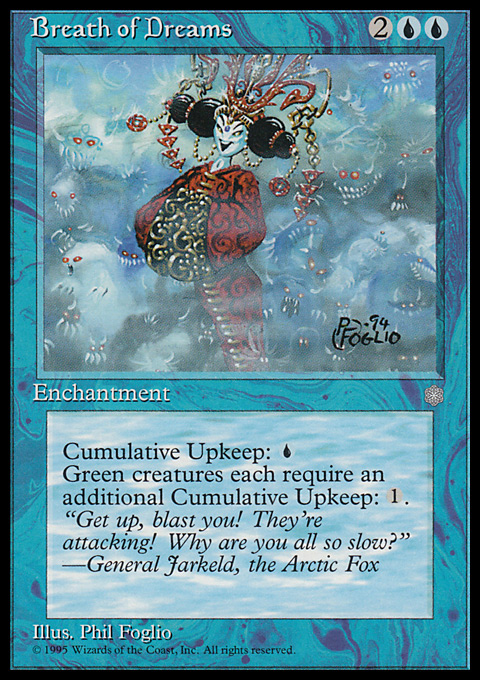 Breath of Dreams 2
P.-94
FOGLIO
Enchantment
Cumulative Upkeep:
Green creatures each require an
additional Cumulative Upkeep: 1.
"Get up, blast you! They're
attacking! Why are you all so slow?"
—General Jarkeld, the Arctic Fox
Illus. Phil Foglio
© 1995 Wizards of the Coast, Inc. All rights reserved.